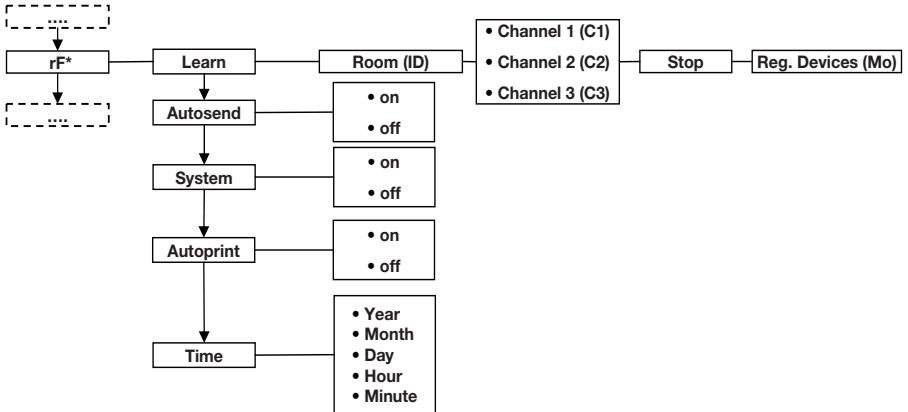 ....
rF*
....
Learn
Room (ID)
• Channel 1 (C1)
• Channel 2 (C2)
• Channel 3 (C3)
Stop
Reg. Devices (Mo)
Autosend
• on
• off
System
• on
• off
Autoprint
• on
• off
Time
• Year
• Month
• Day
• Hour
• Minute